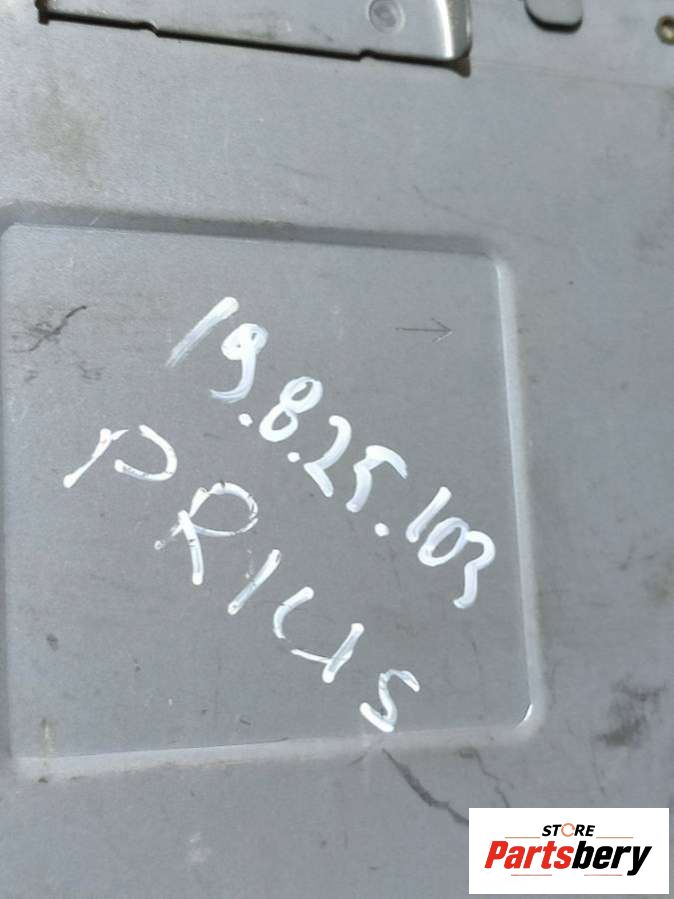 19.8.25.103
PRIUS
STORE
Partsbery